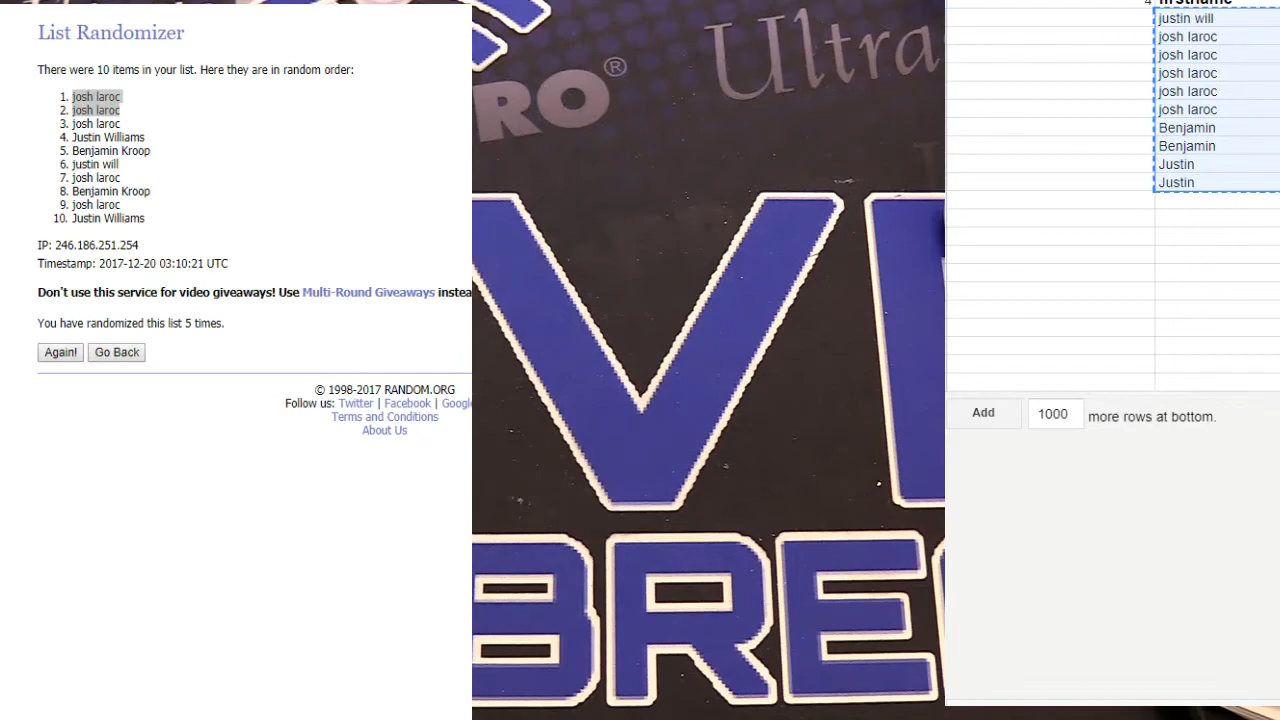 List Randomizer
There were 10 items in your list. Here they are in random order:
1. josh laroc
2. josh laroc
3. josh laroc
4. Justin Williams
5. Benjamin Kroop
6. justin will
7. josh laroc
8. Benjamin Kroop
9. josh laroc
10. Justin Williams
IP: 246.186.251.254
Timestamp: 2017-12-20 03:10:21 UTC
Don't use this service for video giveaways! Use Multi-Round Giveaways instea
You have randomized this list 5 times.
Again! Go Back
© 1998-2017 RANDOM.ORG
Follow us: Twitter | Facebook | Google
Terms and Conditions
About Us
Ultra
RO®
V
BRE
4 firstname
justin will
josh laroc
josh laroc
josh laroc
josh laroc
josh laroc
Benjamin
Benjamin
Justin
Justin
Add 1000 more rows at bottom.